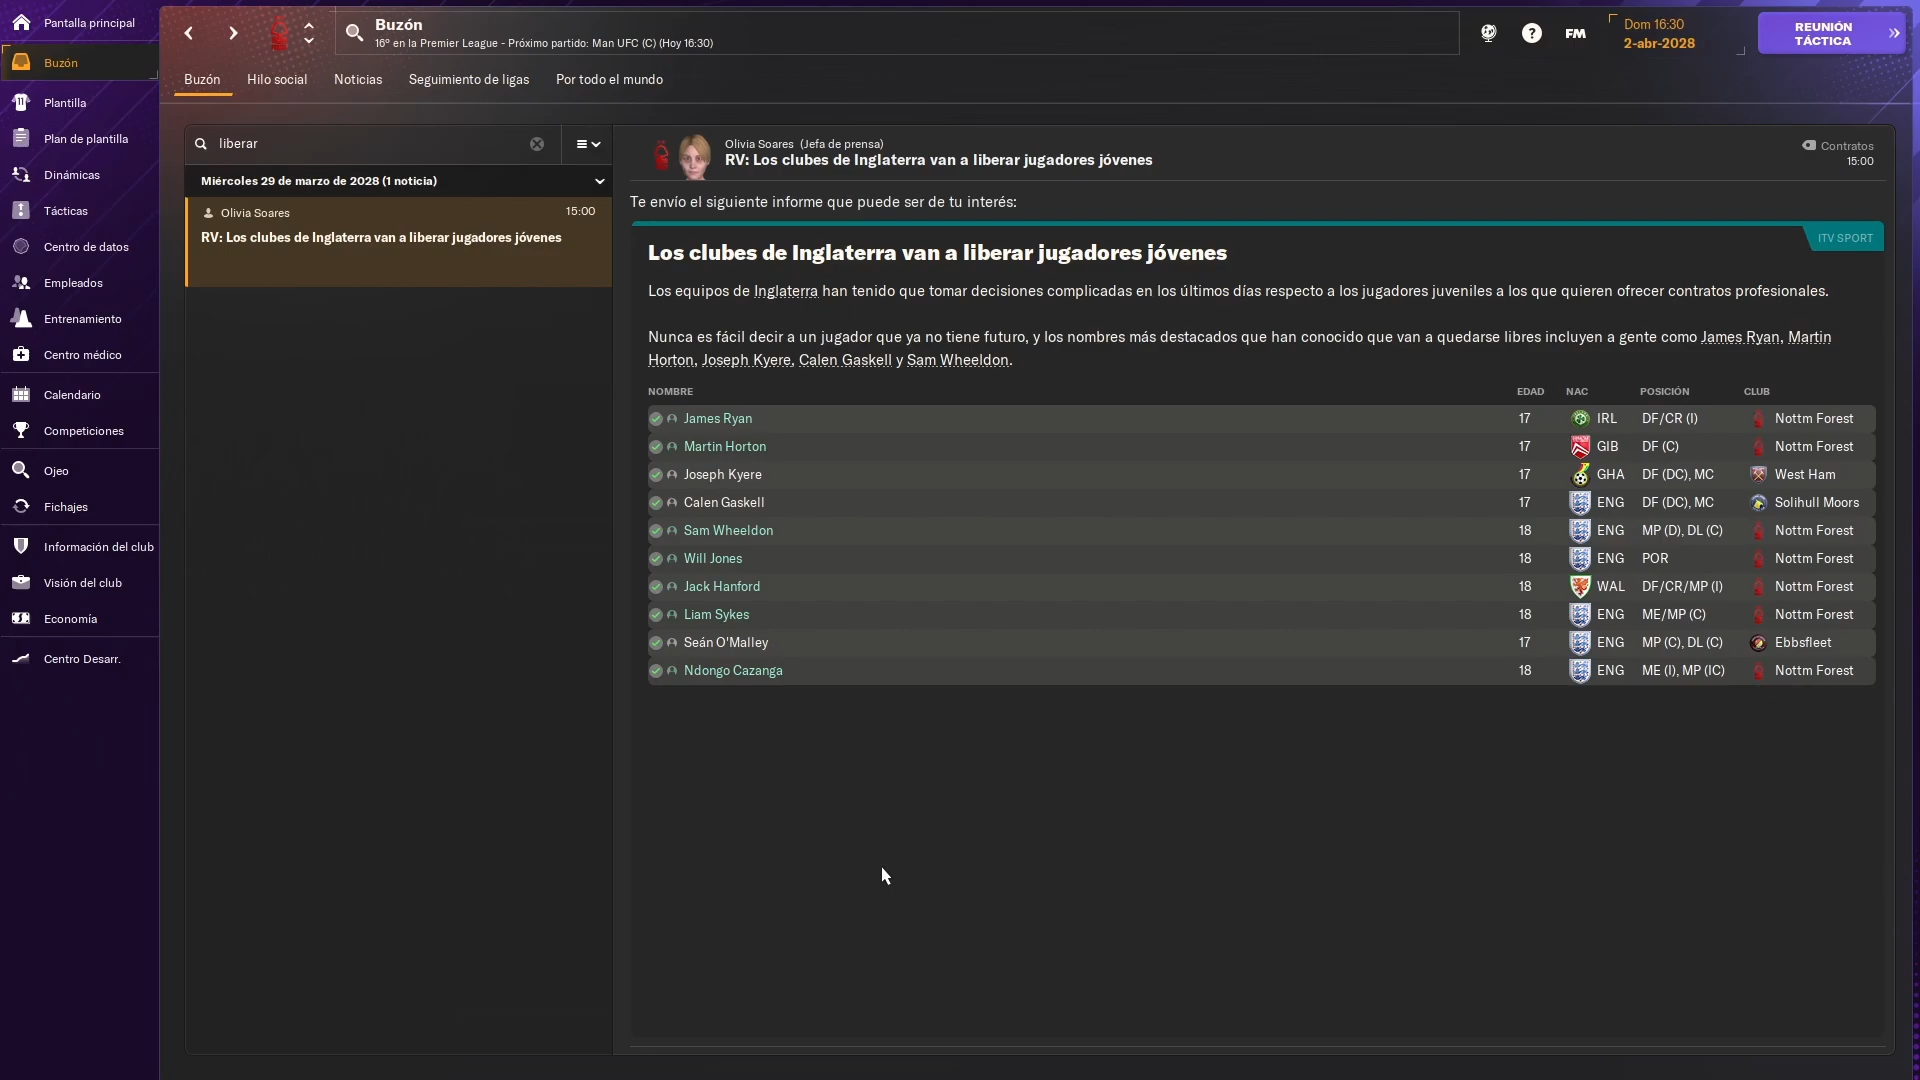 Pantalla principal
Buzón
Plantilla
Plan de plantilla
Dinámicas
Tácticas
Centro de datos
Empleados
Entrenamiento
Centro médico
Calendario
Competiciones
Ojeo
Fichajes
Información del club
Visión del club
Economía
Centro Desarr.
Buzón
16º en la Premier League - Próximo partido: Man UFC (C) (Hoy 16:30)
FM
Dom 16:30
2-abr-2028
REUNIÓN
TÁCTICA
Buzón Hilo social Noticias Seguimiento de ligas Por todo el mundo
liberar
Miércoles 29 de marzo de 2028 (1 noticia)
Olivia Soares 15:00
RV: Los clubes de Inglaterra van a liberar jugadores jóvenes
Olivia Soares (Jefa de prensa)
RV: Los clubes de Inglaterra van a liberar jugadores jóvenes
Contratos
15:00
Te envío el siguiente informe que puede ser de tu interés:
ITV SPORT
Los clubes de Inglaterra van a liberar jugadores jóvenes
Los equipos de Inglaterra han tenido que tomar decisiones complicadas en los últimos días respecto a los jugadores juveniles a los que quieren ofrecer contratos profesionales.
Nunca es fácil decir a un jugador que ya no tiene futuro, y los nombres más destacados que han conocido que van a quedarse libres incluyen a gente como James Ryan, Martin
Horton, Joseph Kyere, Calen Gaskell y Sam Wheeldon.
NOMBRE EDAD NAC POSICIÓN CLUB
James Ryan 17 IRL DF/CR (I) Nottm Forest
Martin Horton 17 GIB DF (C) Nottm Forest
Joseph Kyere 17 GHA DF (DC), MC West Ham
Calen Gaskell 17 ENG DF (DC), MC Solihull Moors
Sam Wheeldon 18 ENG MP (D), DL (C) Nottm Forest
Will Jones 18 ENG POR Nottm Forest
Jack Hanford 18 WAL DF/CR/MP (I) Nottm Forest
Liam Sykes 18 ENG ME/MP (C) Nottm Forest
Seán O'Malley 17 ENG MP (C), DL (C) Ebbsfleet
Ndongo Cazanga 18 ENG ME (I), MP (IC) Nottm Forest